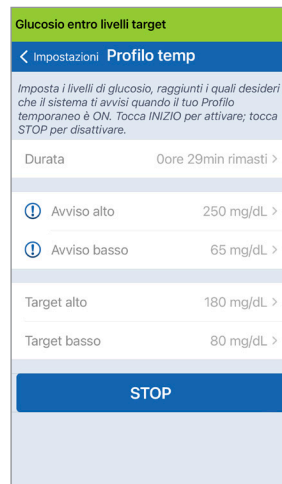 Glucosio entro livelli target
Impostazioni Profilo temp
Imposta i livelli di glucosio, raggiunti i quali desideri
che il sistema ti avvisi quando il tuo Profilo
temporaneo è ON. Tocca INIZIO per attivare; tocca
STOP per disattivare.
Durata 0ore 29min rimasti >
Avviso alto 250 mg/dL >
Avviso basso 65 mg/dL >
Target alto 180 mg/dL >
Target basso 80 mg/dL >
STOP